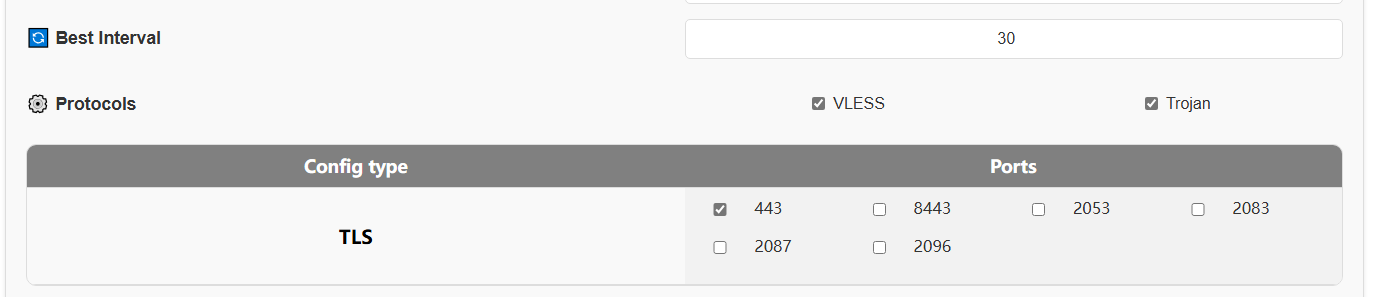 Best Interval 30
Protocols VLESS Trojan
Config type Ports
TLS
443 8443 2053 2083
2087 2096